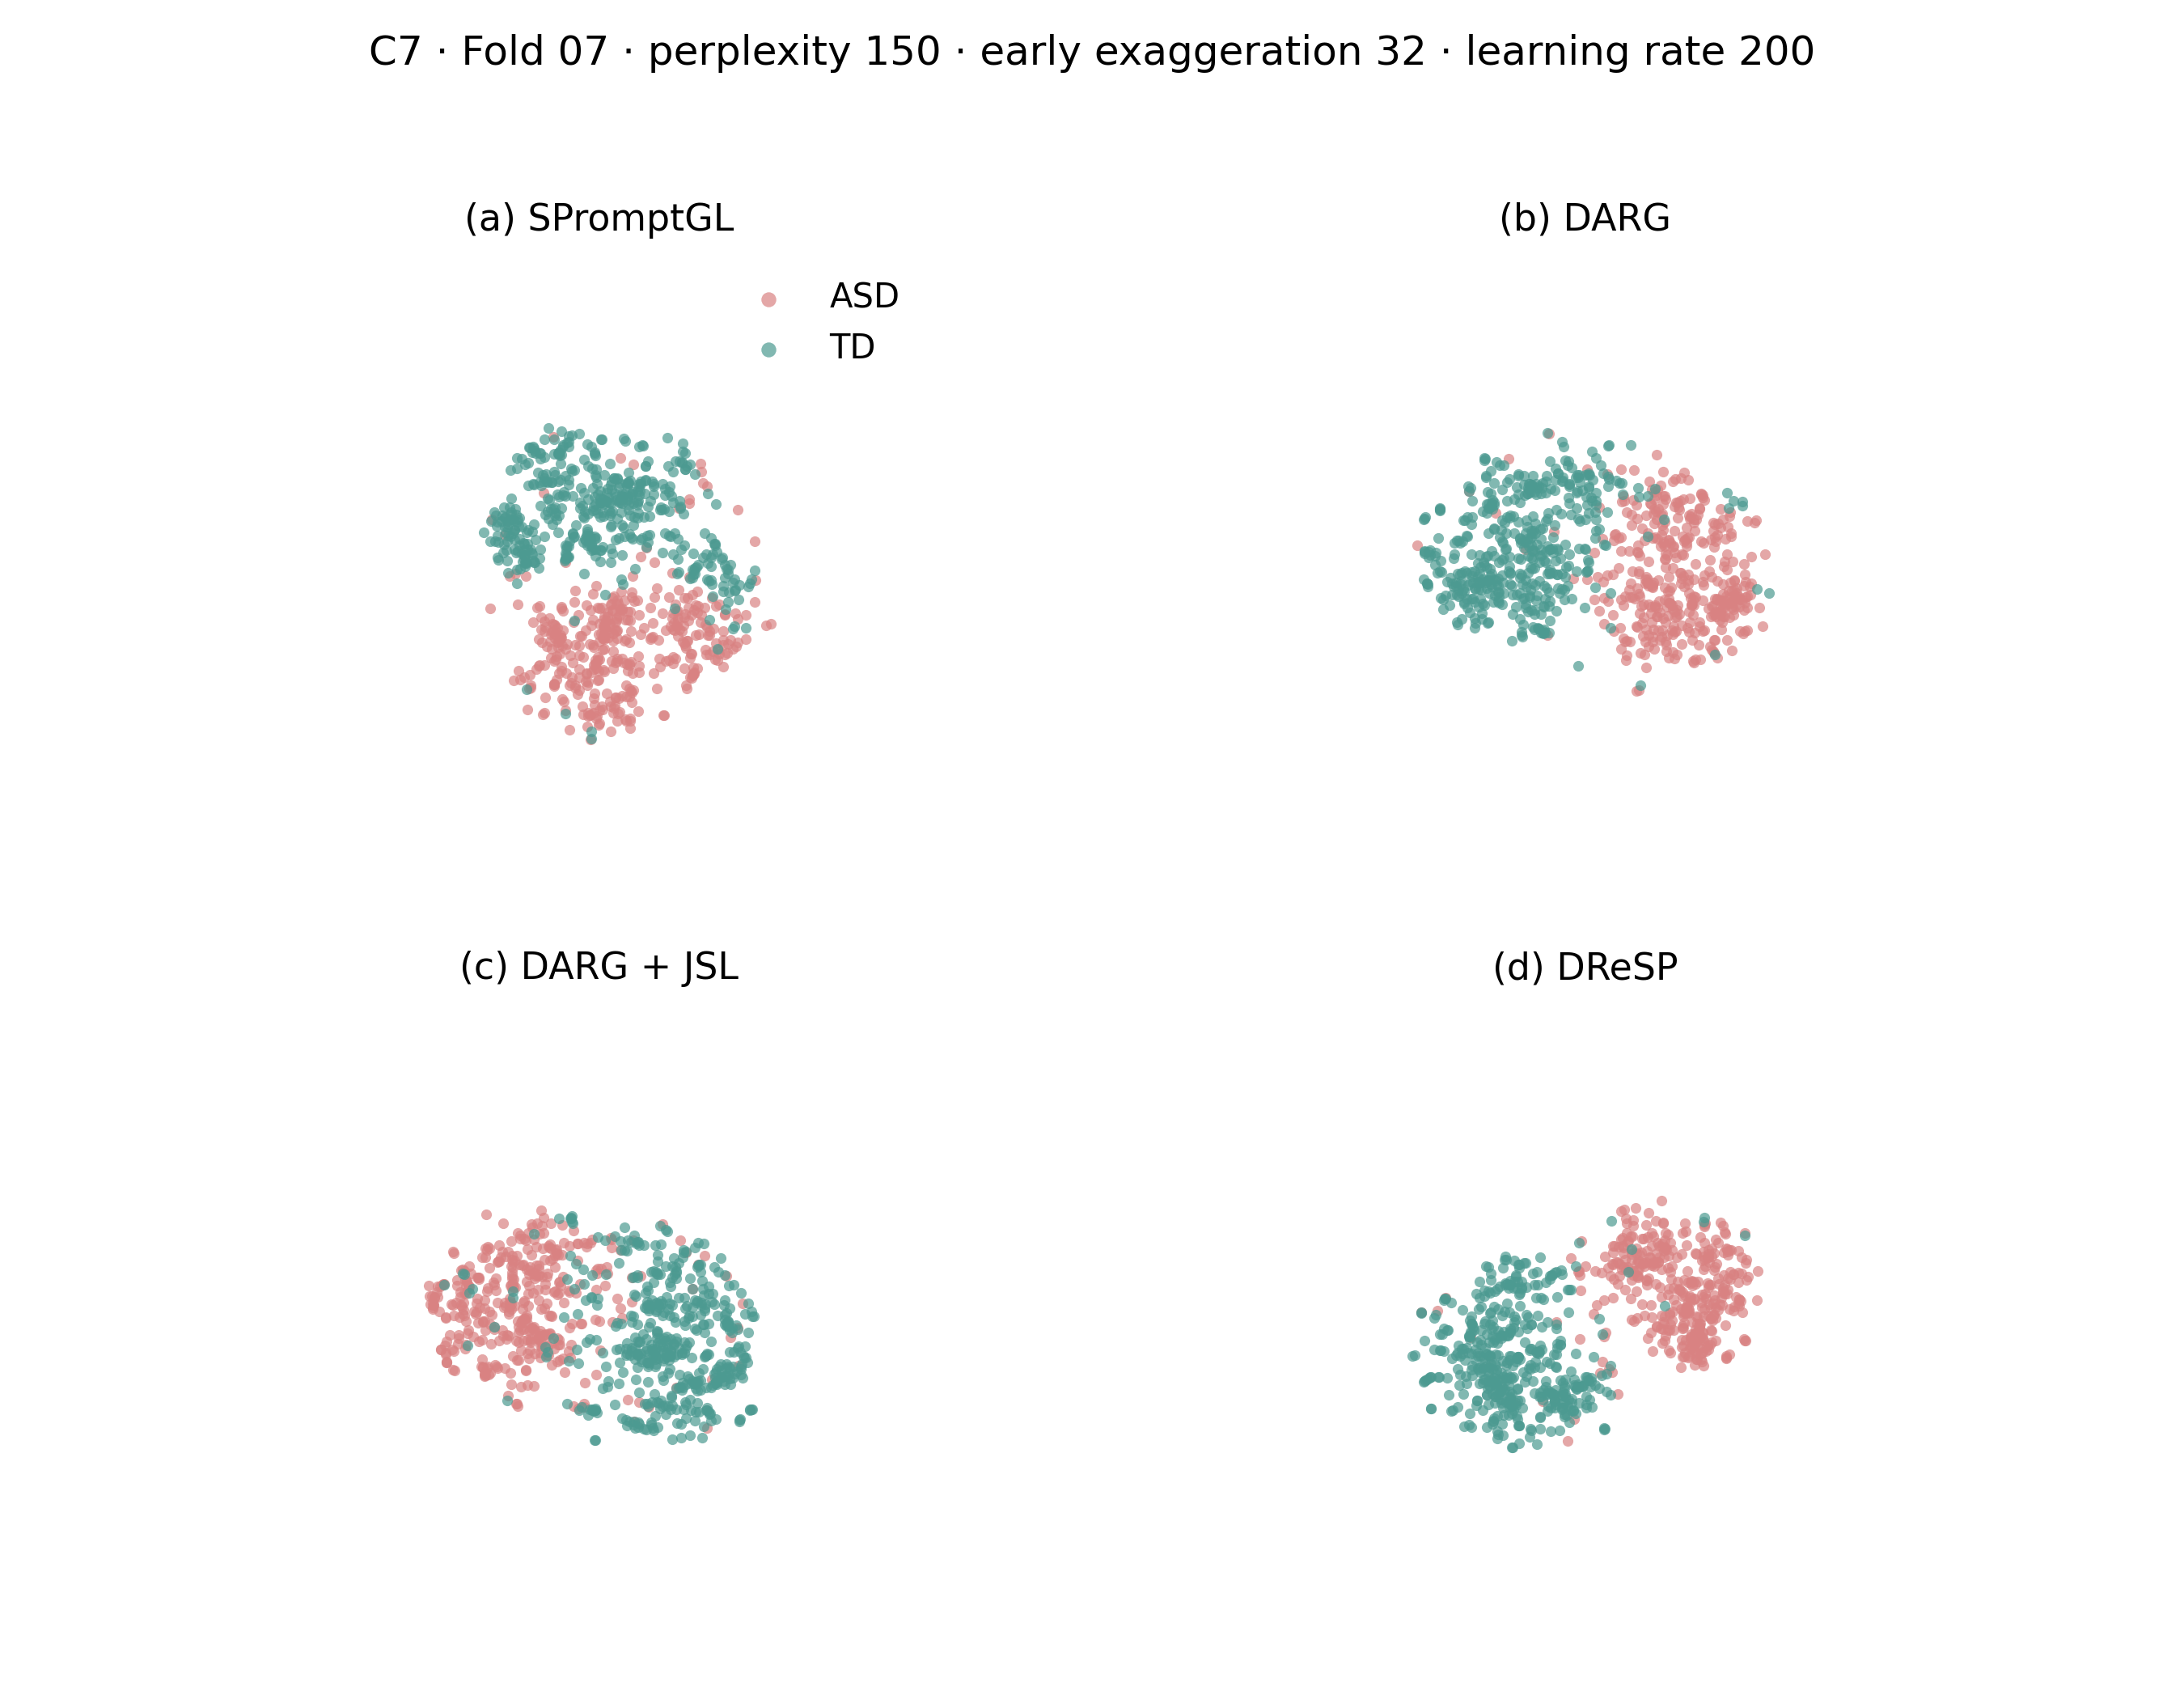 C7 · Fold 07 · perplexity 150 · early exaggeration 32 · learning rate 200
(a) SPromptGL
(b) DARG
ASD
TD
(c) DARG + JSL
(d) DReSP